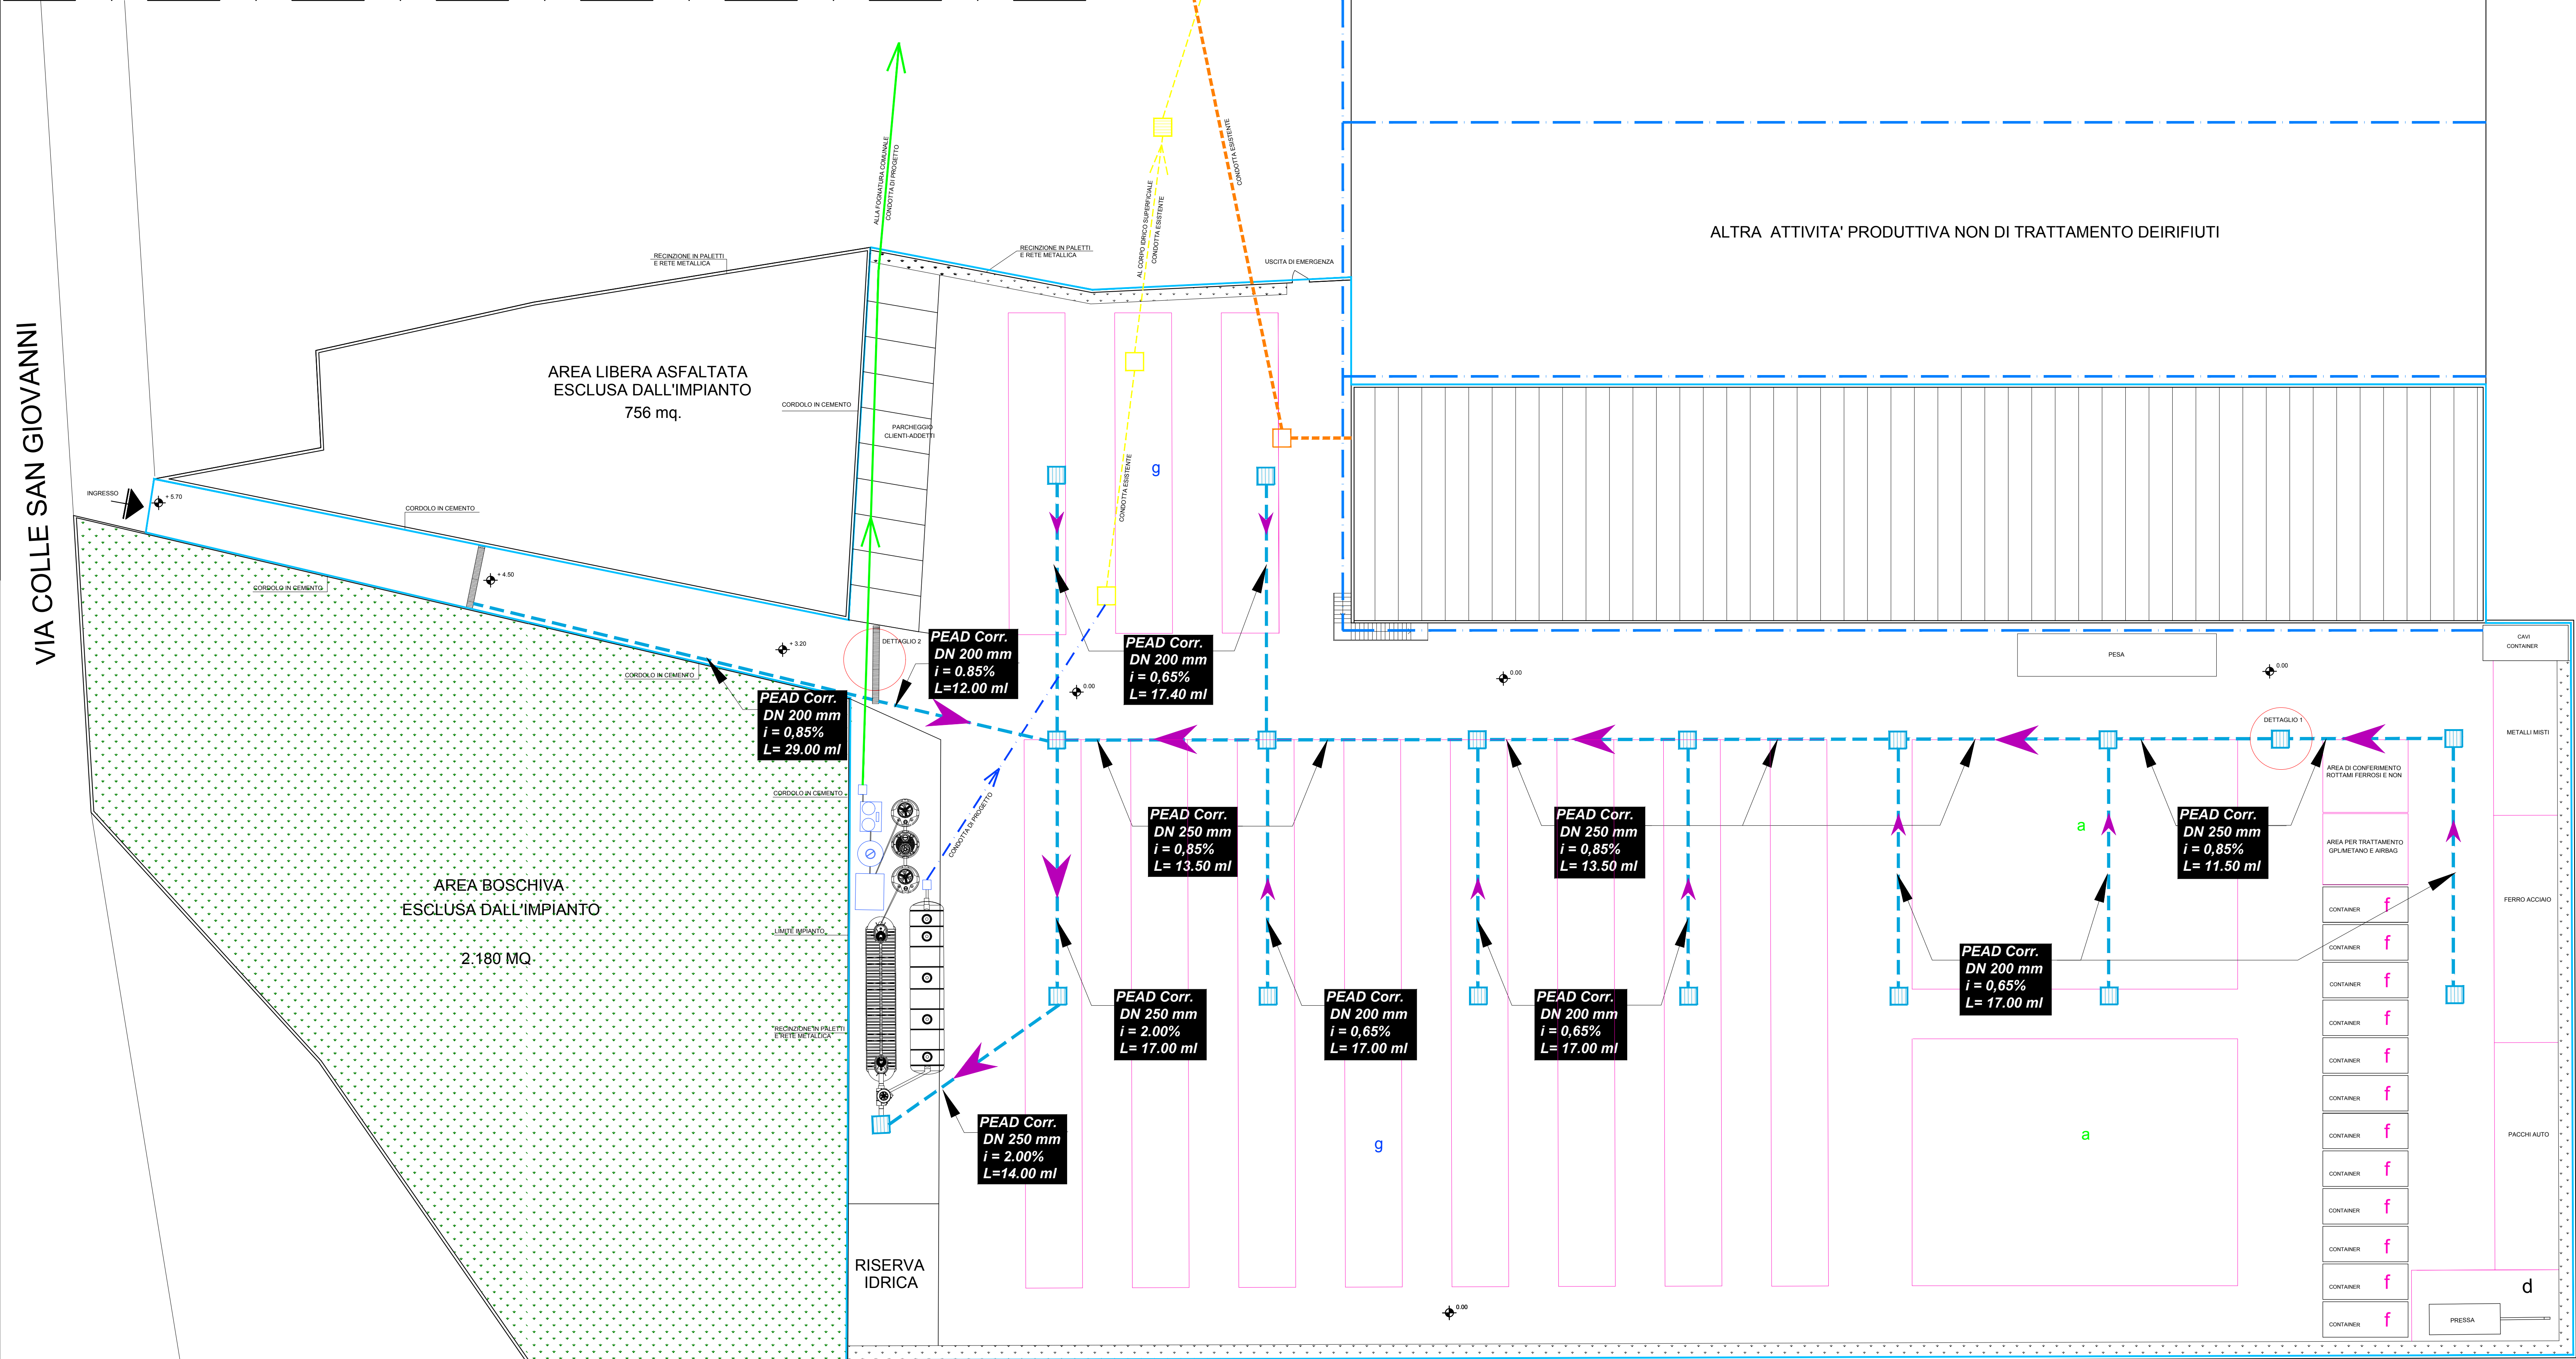 VIA COLLE SAN GIOVANNI
INGRESSO
+ 5.70
CORDOLO IN CEMENTO
CORDOLO IN CEMENTO
+ 4.50
RECINZIONE IN PALETTI
E RETE METALLICA
AREA LIBERA ASFALTATA
ESCLUSA DALL'IMPIANTO
756 mq.
CORDOLO IN CEMENTO
ALLA FOGNATURA COMUNALE
CONDOTTA DI PROGETTO
PARCHEGGIO
CLIENTI-ADDETTI
RECINZIONE IN PALETTI
E RETE METALLICA
AL CORPO IDRICO SUPERFICIALE
CONDOTTA ESISTENTE
CONDOTTA ESISTENTE
CONDOTTA ESISTENTE
USCITA DI EMERGENZA
g
ALTRA  ATTIVITA' PRODUTTIVA NON DI TRATTAMENTO DEIRIFIUTI
+ 3.20
CORDOLO IN CEMENTO
DETTAGLIO 2
PEAD Corr.
DN 200 mm
i = 0.85%
L=12.00 ml
PEAD Corr.
DN 200 mm
i = 0,65%
L= 17.40 ml
PEAD Corr.
DN 200 mm
i = 0,85%
L= 29.00 ml
0.00
0.00
PESA
0.00
CAVI
CONTAINER
DETTAGLIO 1
METALLI MISTI
AREA DI CONFERIMENTO
ROTTAMI FERROSI E NON
CORDOLO IN CEMENTO
CONDOTTA DI PROGETTO
PEAD Corr.
DN 250 mm
i = 0,85%
L= 13.50 ml
PEAD Corr.
DN 250 mm
i = 0,85%
L= 13.50 ml
a
PEAD Corr.
DN 250 mm
i = 0,85%
L= 11.50 ml
AREA PER TRATTAMENTO
GPL/METANO E AIRBAG
AREA BOSCHIVA
ESCLUSA DALL'IMPIANTO
2.180 MQ.
LIMITE IMPIANTO
RECINZIONE IN PALETTI
E RETE METALLICA
FERRO ACCIAIO
PEAD Corr.
DN 200 mm
i = 0,65%
L= 17.00 ml
PEAD Corr.
DN 250 mm
i = 2.00%
L= 17.00 ml
PEAD Corr.
DN 200 mm
i = 0,65%
L= 17.00 ml
PEAD Corr.
DN 200 mm
i = 0,65%
L= 17.00 ml
PEAD Corr.
DN 250 mm
i = 2.00%
L=14.00 ml
g
a
PACCHI AUTO
CONTAINER f
CONTAINER f
CONTAINER f
CONTAINER f
CONTAINER f
CONTAINER f
CONTAINER f
CONTAINER f
CONTAINER f
CONTAINER f
CONTAINER f
CONTAINER f
RISERVA
IDRICA
0.00
d
PRESSA